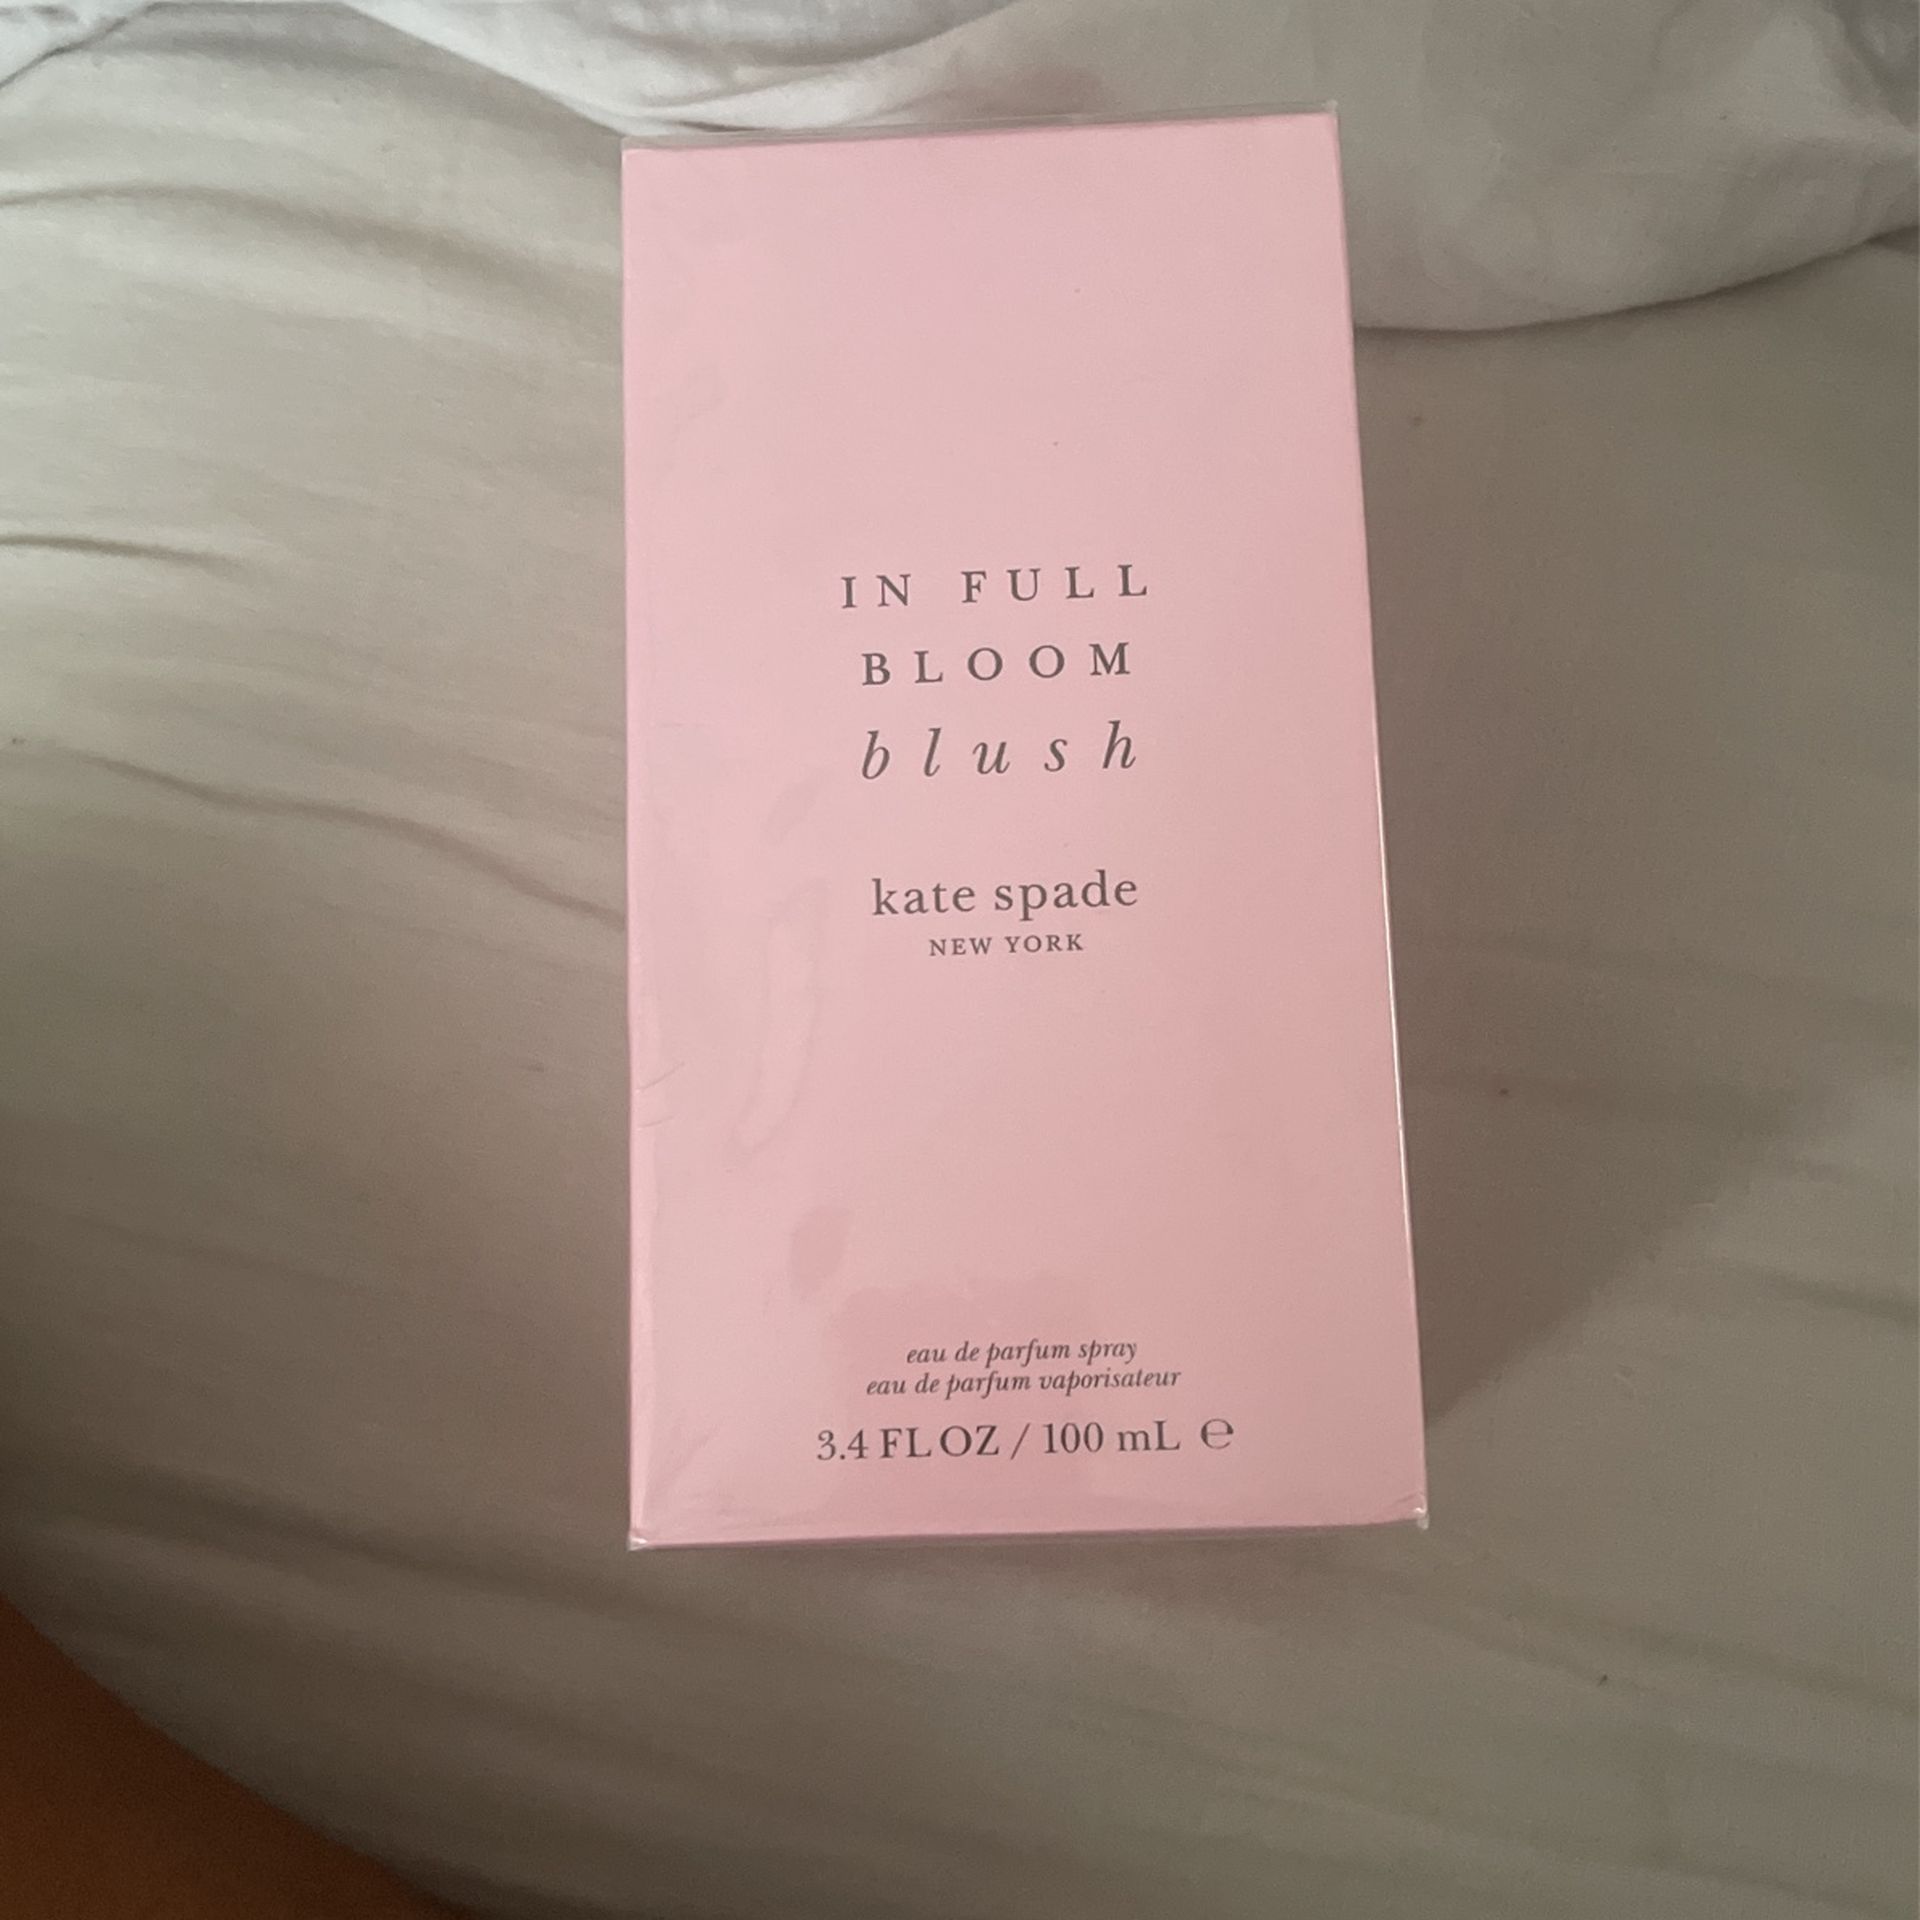 IN FULL
BLOOM
blush
kate spade
NEW YORK
eau de parfum spray
eau de parfum vaporisateur
3.4 FL OZ / 100 mL ℮